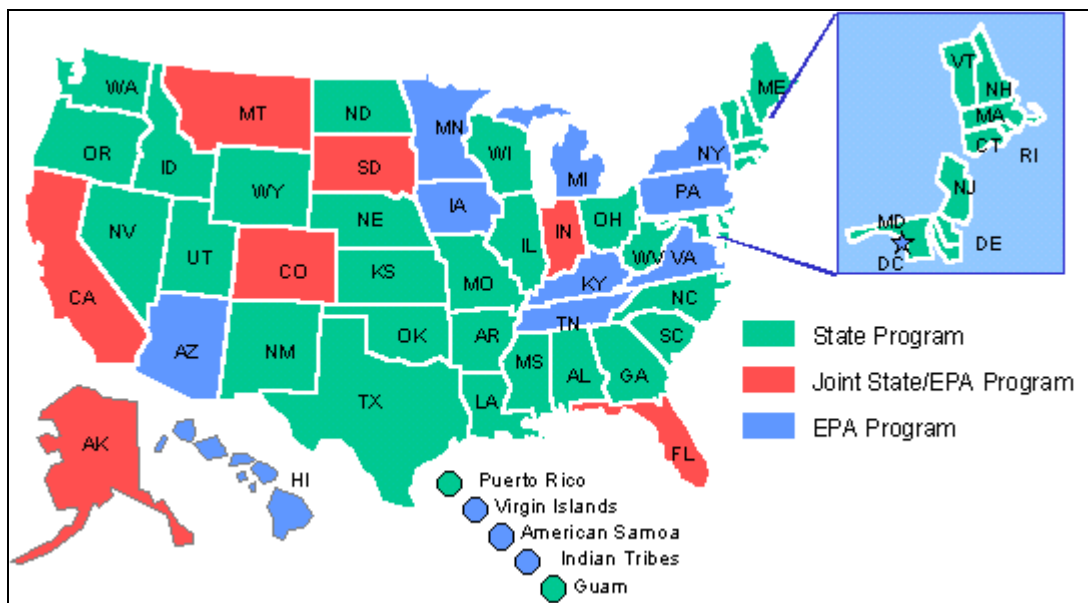 WA
MT
ND
MN
ME
VT
NH
MA
CT
RI
OR
ID
WY
SD
WI
MI
NY
NJ
NV
UT
CO
NE
IA
IL
IN
OH
PA
MD
DE
DC
CA
KS
MO
KY
WV
VA
AZ
NM
OK
AR
TN
NC
SC
TX
LA
MS
AL
GA
FL
AK
HI
State Program
Joint State/EPA Program
EPA Program
Puerto Rico
Virgin Islands
American Samoa
Indian Tribes
Guam